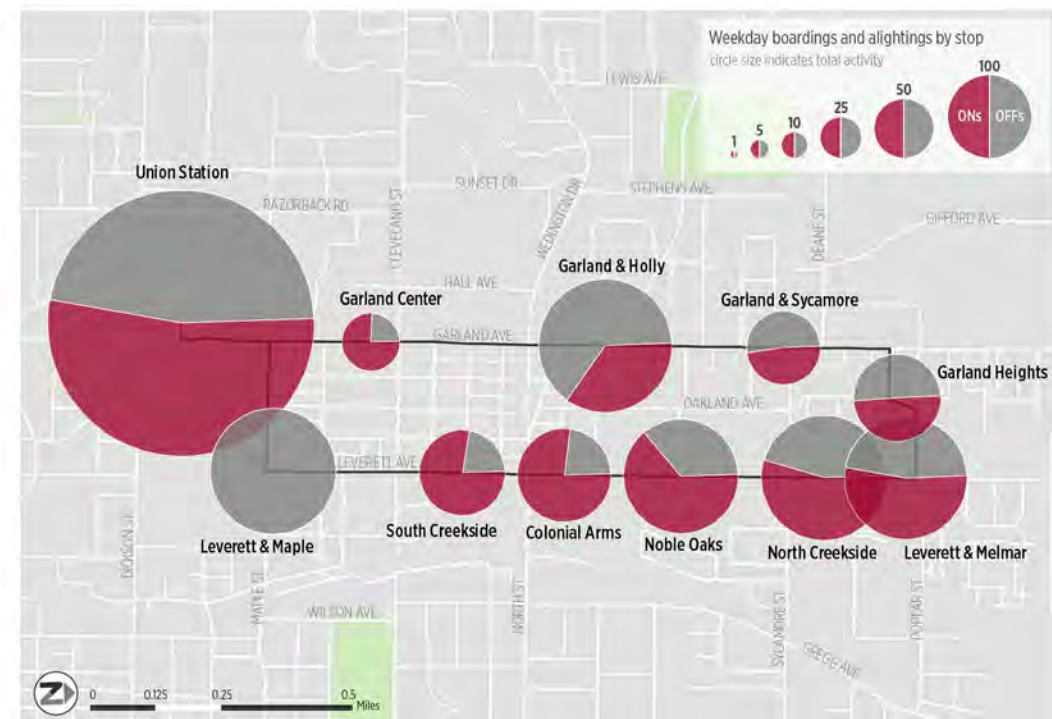 Weekday boardings and alightings by stop
circle size indicates total activity
1
5
10
25
50
100
ONs
OFFs
LEWIS AVE
Union Station
SUNSET DR
STEPHENS AVE
RAZORBACK RD
CLEVELAND ST
WEDINGTON DR
DEANE ST
GIFFORD AVE
Garland & Holly
HALL AVE
Garland Center
Garland & Sycamore
GARLAND AVE
Garland Heights
OAKLAND AVE
LEVERETT AVE
South Creekside
Colonial Arms
Noble Oaks
North Creekside
Leverett & Melmar
Leverett & Maple
DICKSON ST
MAPLE ST
NORTH ST
SYCAMORE ST
POPLAR ST
WILSON AVE
GREGG AVE
Z
0 0.125 0.25 0.5
Miles